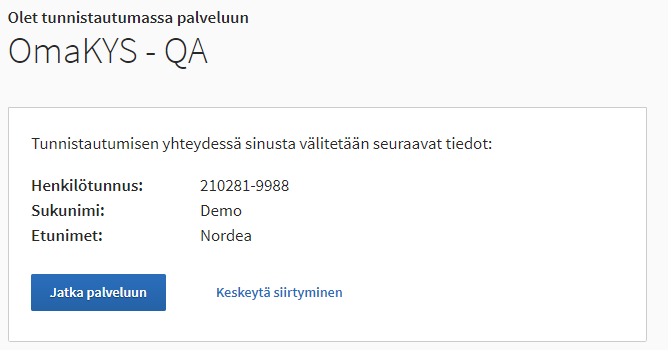 Olet tunnistautumassa palveluun
OmaKYS - QA
Tunnistautumisen yhteydessä sinusta välitetään seuraavat tiedot:
Henkilötunnus: 210281-9988
Sukunimi: Demo
Etunimet: Nordea
Jatka palveluun Keskeytä siirtyminen